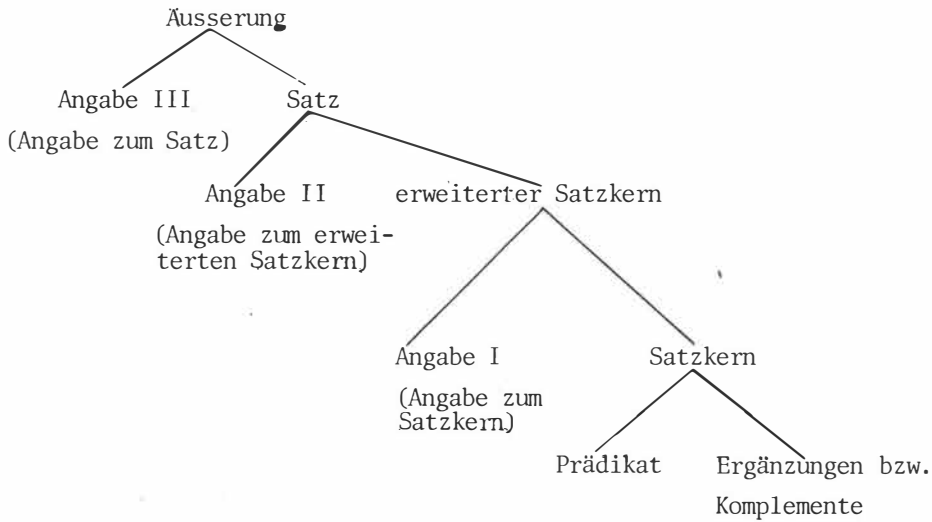 Äusserung
Angabe III Satz
(Angabe zum Satz)
Angabe II erweiterter Satzkern
(Angabe zum erwei-
terten Satzkern)
Angabe I Satzkern
(Angabe zum
Satzkern)
Prädikat Ergänzungen bzw.
Komplemente